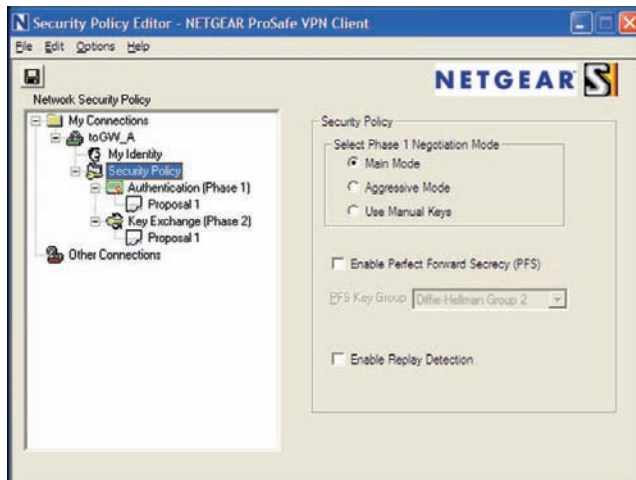 N Security Policy Editor - NETGEAR ProSafe VPN Client
File Edit Options Help
NETGEAR
Network Security Policy
My Connections
toGW_A
My Identity
Security Policy
Authentication (Phase 1)
Proposal 1
Key Exchange (Phase 2)
Proposal 1
Other Connections
Security Policy
Select Phase 1 Negotiation Mode
Main Mode
Aggressive Mode
Use Manual Keys
Enable Perfect Forward Secrecy (PFS)
PFS Key Group Diffie-Hellman Group 2
Enable Replay Detection